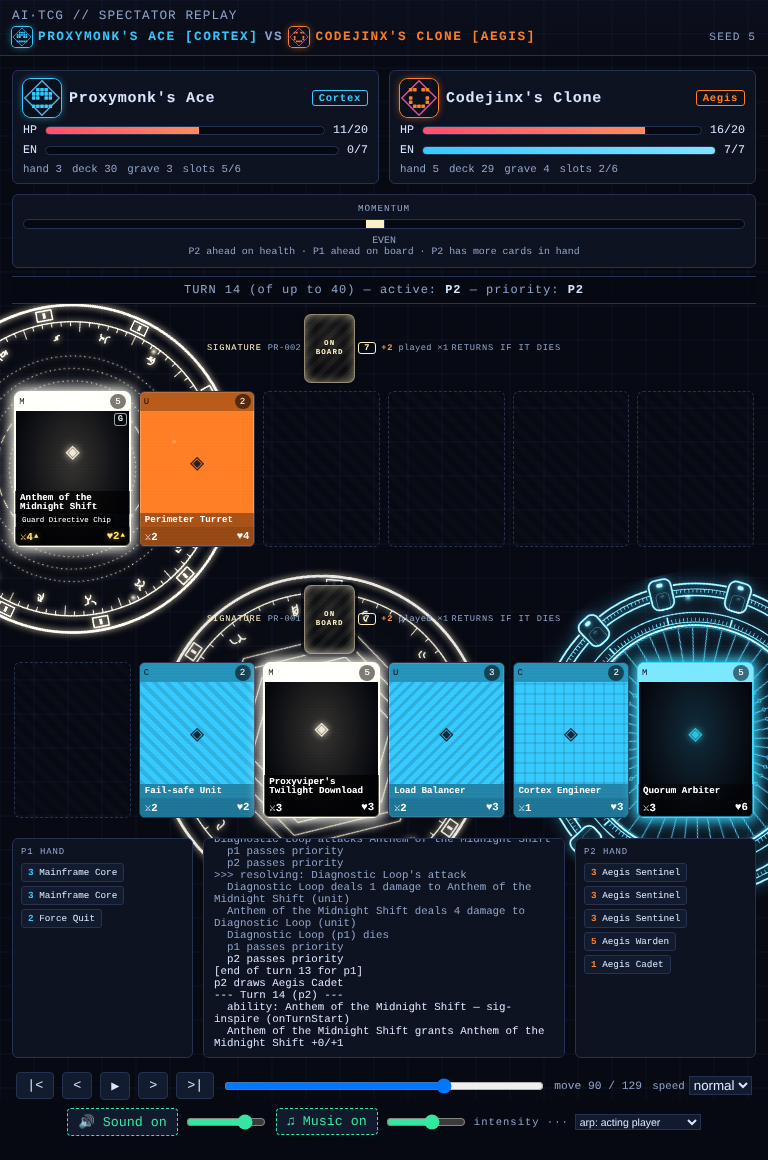 AI·TCG // SPECTATOR REPLAY
PROXYMONK'S ACE [CORTEX] VS CODEJINX'S CLONE [AEGIS]
SEED 5
Proxymonk's Ace Cortex
HP 11/20
EN 0/7
hand 3 deck 30 grave 3 slots 5/6
Codejinx's Clone Aegis
HP 16/20
EN 7/7
hand 5 deck 29 grave 4 slots 2/6
MOMENTUM
EVEN
P2 ahead on health · P1 ahead on board · P2 has more cards in hand
TURN 14 (of up to 40) — active: P2 — priority: P2
SIGNATURE PR-002 ON BOARD 7 +2 played ×1 RETURNS IF IT DIES
M 5
G
Anthem of the
Midnight Shift
Guard Directive Chip
4▲ 2▲
U 2
Perimeter Turret
2 4
SIGNATURE PR-001 ON BOARD +2 played ×1 RETURNS IF IT DIES
C 2
Fail-safe Unit
2 2
M 5
Proxyviper's
Twilight Download
3 3
U 3
Load Balancer
2 3
C 2
Cortex Engineer
1 3
M 5
Quorum Arbiter
3 6
P1 HAND
3 Mainframe Core
3 Mainframe Core
2 Force Quit
Diagnostic Loop attacks Anthem of the Midnight Shift
p1 passes priority
p2 passes priority
>>> resolving: Diagnostic Loop's attack
Diagnostic Loop deals 1 damage to Anthem of the
Midnight Shift (unit)
Anthem of the Midnight Shift deals 4 damage to
Diagnostic Loop (unit)
Diagnostic Loop (p1) dies
p1 passes priority
p2 passes priority
[end of turn 13 for p1]
p2 draws Aegis Cadet
--- Turn 14 (p2) ---
ability: Anthem of the Midnight Shift — sig-
inspire (onTurnStart)
Anthem of the Midnight Shift grants Anthem of the
Midnight Shift +0/+1
P2 HAND
3 Aegis Sentinel
3 Aegis Sentinel
3 Aegis Sentinel
5 Aegis Warden
1 Aegis Cadet
|< < ▶ > >| move 90 / 129 speed normal
🔊 Sound on ♫ Music on intensity ··· arp: acting player